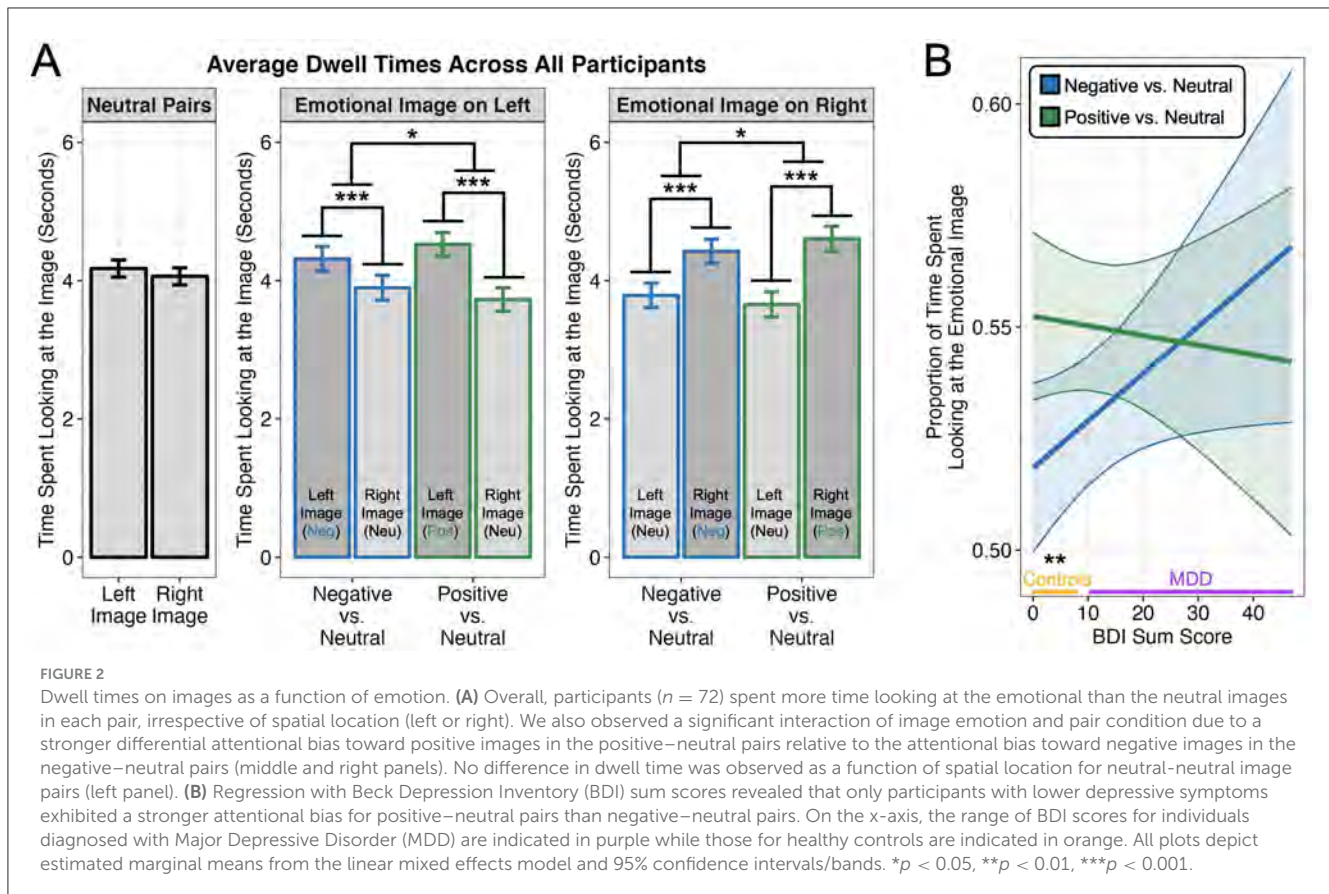 A
Average Dwell Times Across All Participants
Neutral Pairs
Time Spent Looking at the Image (Seconds)
6
4
2
0
Left
Image
Right
Image
Emotional Image on Left
Time Spent Looking at the Image (Seconds)
6
4
2
0
*
***
***
Left
Image
(Neg)
Right
Image
(Neu)
Left
Image
(Pos)
Right
Image
(Neu)
Negative
vs.
Neutral
Positive
vs.
Neutral
Emotional Image on Right
Time Spent Looking at the Image (Seconds)
6
4
2
0
*
***
***
Left
Image
(Neu)
Right
Image
(Neg)
Left
Image
(Neu)
Right
Image
(Pos)
Negative
vs.
Neutral
Positive
vs.
Neutral
B
Negative vs. Neutral
Positive vs. Neutral
Proportion of Time Spent
Looking at the Emotional Image
0.60
0.55
0.50
**
Controls
MDD
0 10 20 30 40
BDI Sum Score
FIGURE 2
Dwell times on images as a function of emotion. (A) Overall, participants (n = 72) spent more time looking at the emotional than the neutral images
in each pair, irrespective of spatial location (left or right). We also observed a significant interaction of image emotion and pair condition due to a
stronger differential attentional bias toward positive images in the positive–neutral pairs relative to the attentional bias toward negative images in the
negative–neutral pairs (middle and right panels). No difference in dwell time was observed as a function of spatial location for neutral-neutral image
pairs (left panel). (B) Regression with Beck Depression Inventory (BDI) sum scores revealed that only participants with lower depressive symptoms
exhibited a stronger attentional bias for positive–neutral pairs than negative–neutral pairs. On the x-axis, the range of BDI scores for individuals
diagnosed with Major Depressive Disorder (MDD) are indicated in purple while those for healthy controls are indicated in orange. All plots depict
estimated marginal means from the linear mixed effects model and 95% confidence intervals/bands. *p < 0.05, **p < 0.01, ***p < 0.001.